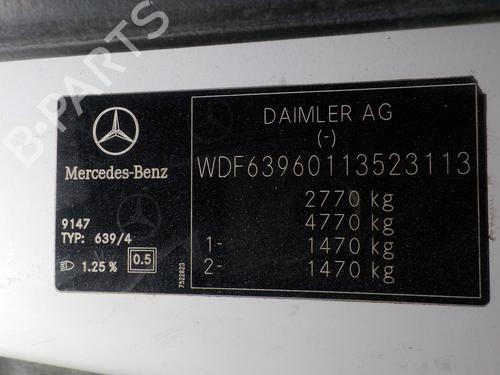 B-PARTS
Mercedes-Benz
9147
TYP: 639/4
1.25 % 0.5
7522823
DAIMLER AG
(-)
WDF63960113523113
2770 kg
4770 kg
1- 1470 kg
2- 1470 kg